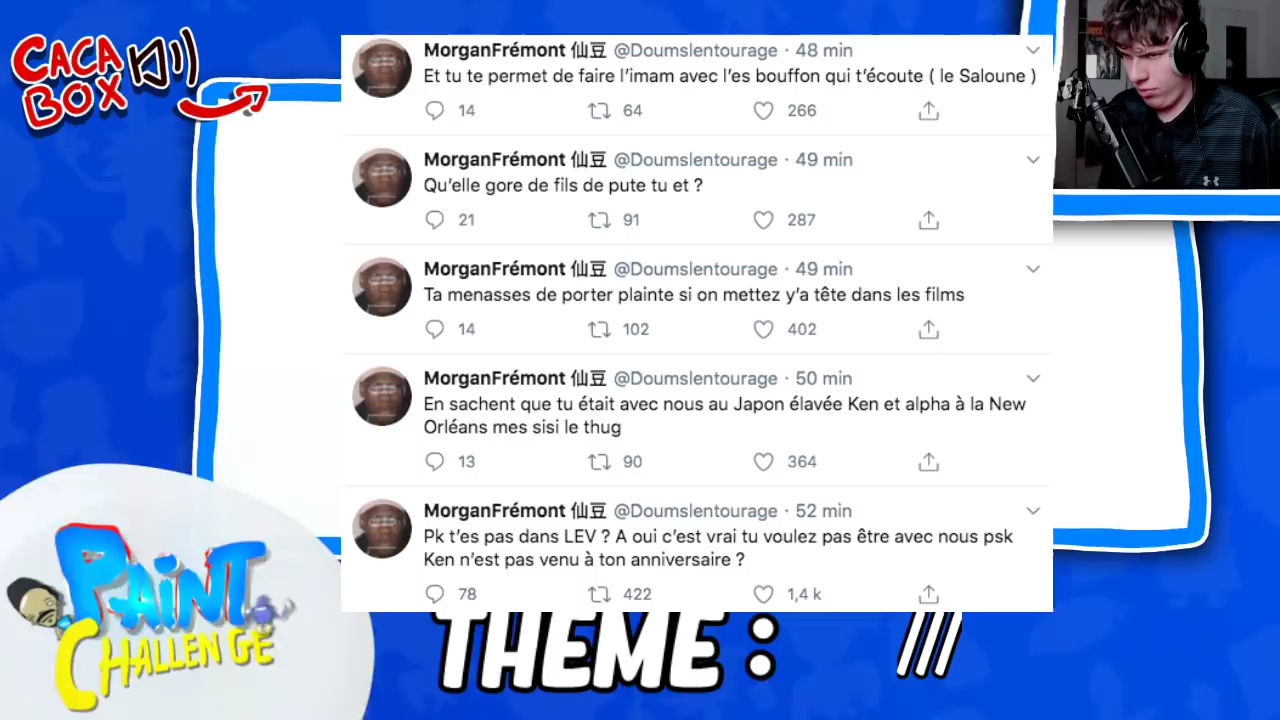 CACA
BOX
MorganFrémont 仙豆 @Doumslentourage · 48 min
Et tu te permet de faire l'imam avec l'es bouffon qui t'écoute ( le Saloune )
14 64 266
MorganFrémont 仙豆 @Doumslentourage · 49 min
Qu'elle gore de fils de pute tu et ?
21 91 287
MorganFrémont 仙豆 @Doumslentourage · 49 min
Ta menasses de porter plainte si on mettez y'a tête dans les films
14 102 402
MorganFrémont 仙豆 @Doumslentourage · 50 min
En sachent que tu était avec nous au Japon élavée Ken et alpha à la New
Orléans mes sisi le thug
13 90 364
MorganFrémont 仙豆 @Doumslentourage · 52 min
Pk t'es pas dans LEV ? A oui c'est vrai tu voulez pas être avec nous psk
Ken n'est pas venu à ton anniversaire ?
78 422 1,4 k
PAINT
CHALLENGE
THEME : ///